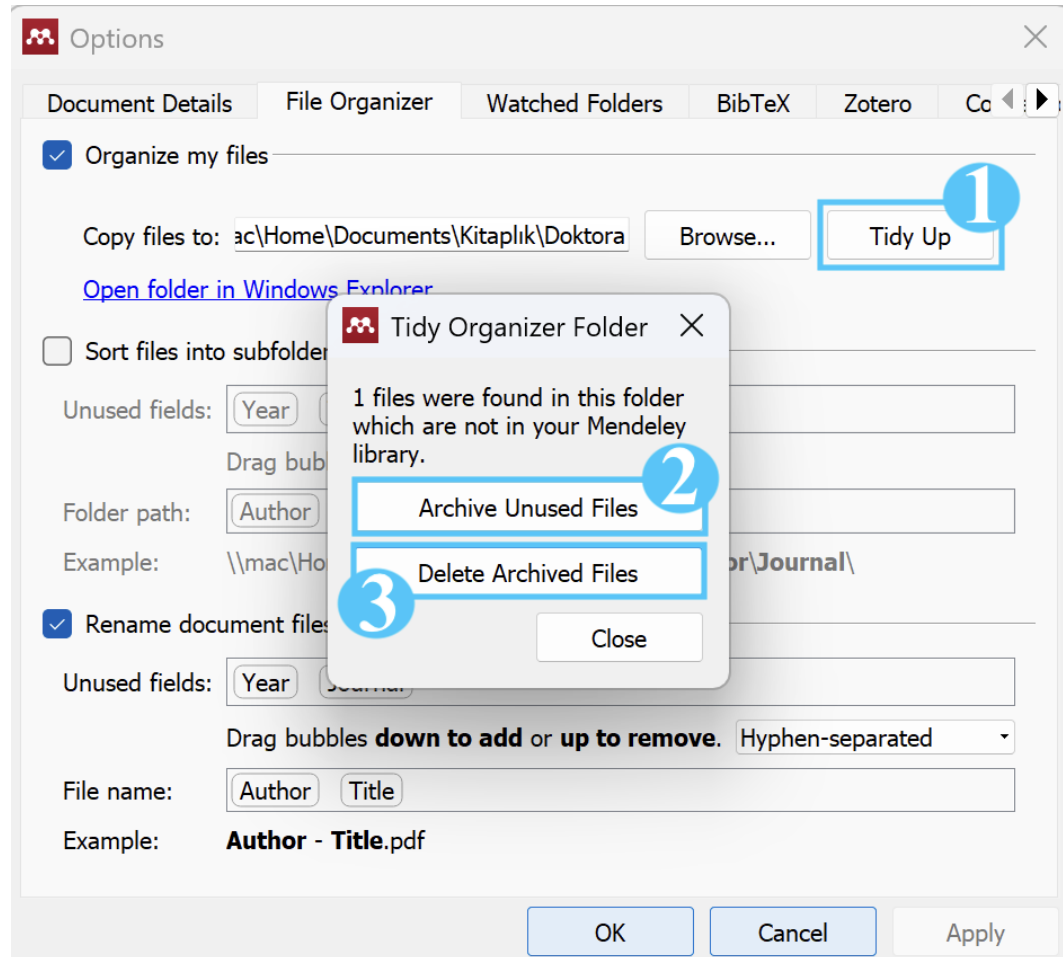 Options
Document Details File Organizer Watched Folders BibTeX Zotero Co
Organize my files
1
Copy files to: ac\Home\Documents\Kitaplık\Doktora Browse... Tidy Up
Open folder in Windows Explorer
Tidy Organizer Folder
Sort files into subfolder
1 files were found in this folder
which are not in your Mendeley
library.
Unused fields: Year
Drag bub
2
Archive Unused Files
Folder path: Author
Delete Archived Files
Example: \\mac\Ho or\Journal\
3
Close
Rename document files
Unused fields: Year Journal
Drag bubbles down to add or up to remove. Hyphen-separated
File name: Author Title
Example: Author - Title.pdf
OK Cancel Apply